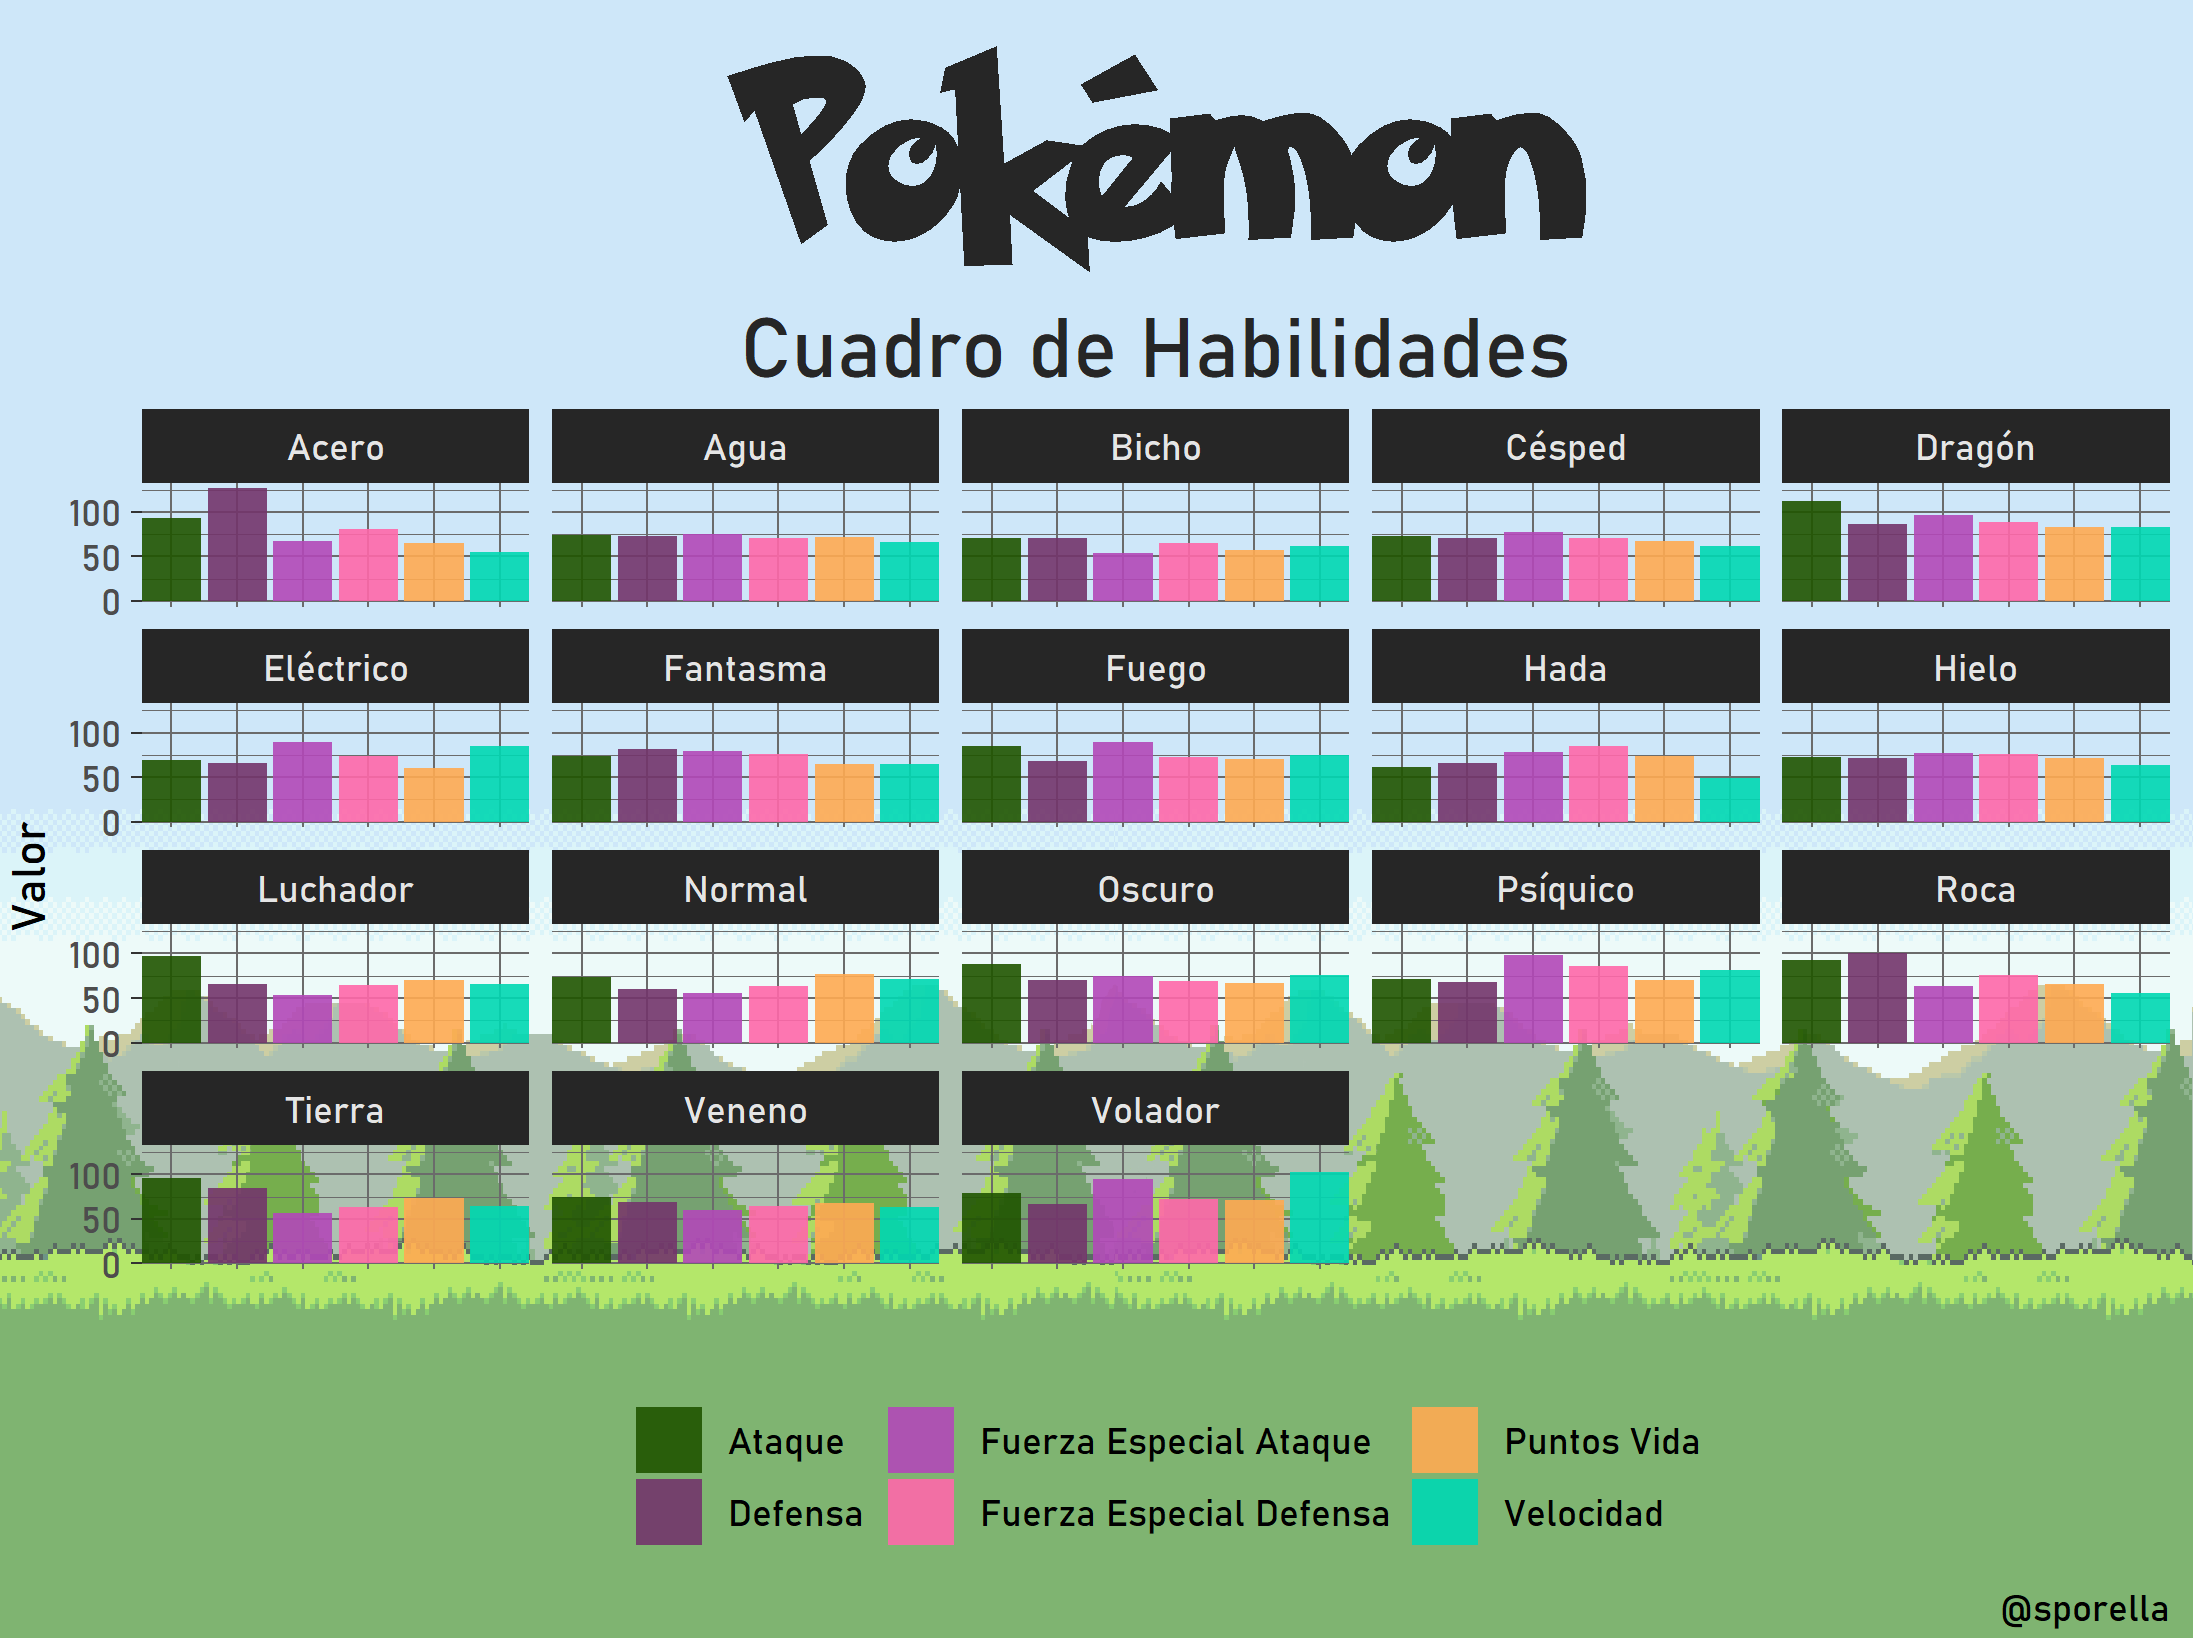 Pokémon
Cuadro de Habilidades
Acero
Agua
Bicho
Césped
Dragón
100
50
0
Eléctrico
Fantasma
Fuego
Hada
Hielo
100
50
0
Valor
Luchador
Normal
Oscuro
Psíquico
Roca
100
50
0
Tierra
Veneno
Volador
100
50
0
Ataque
Fuerza Especial Ataque
Puntos Vida
Defensa
Fuerza Especial Defensa
Velocidad
@sporella